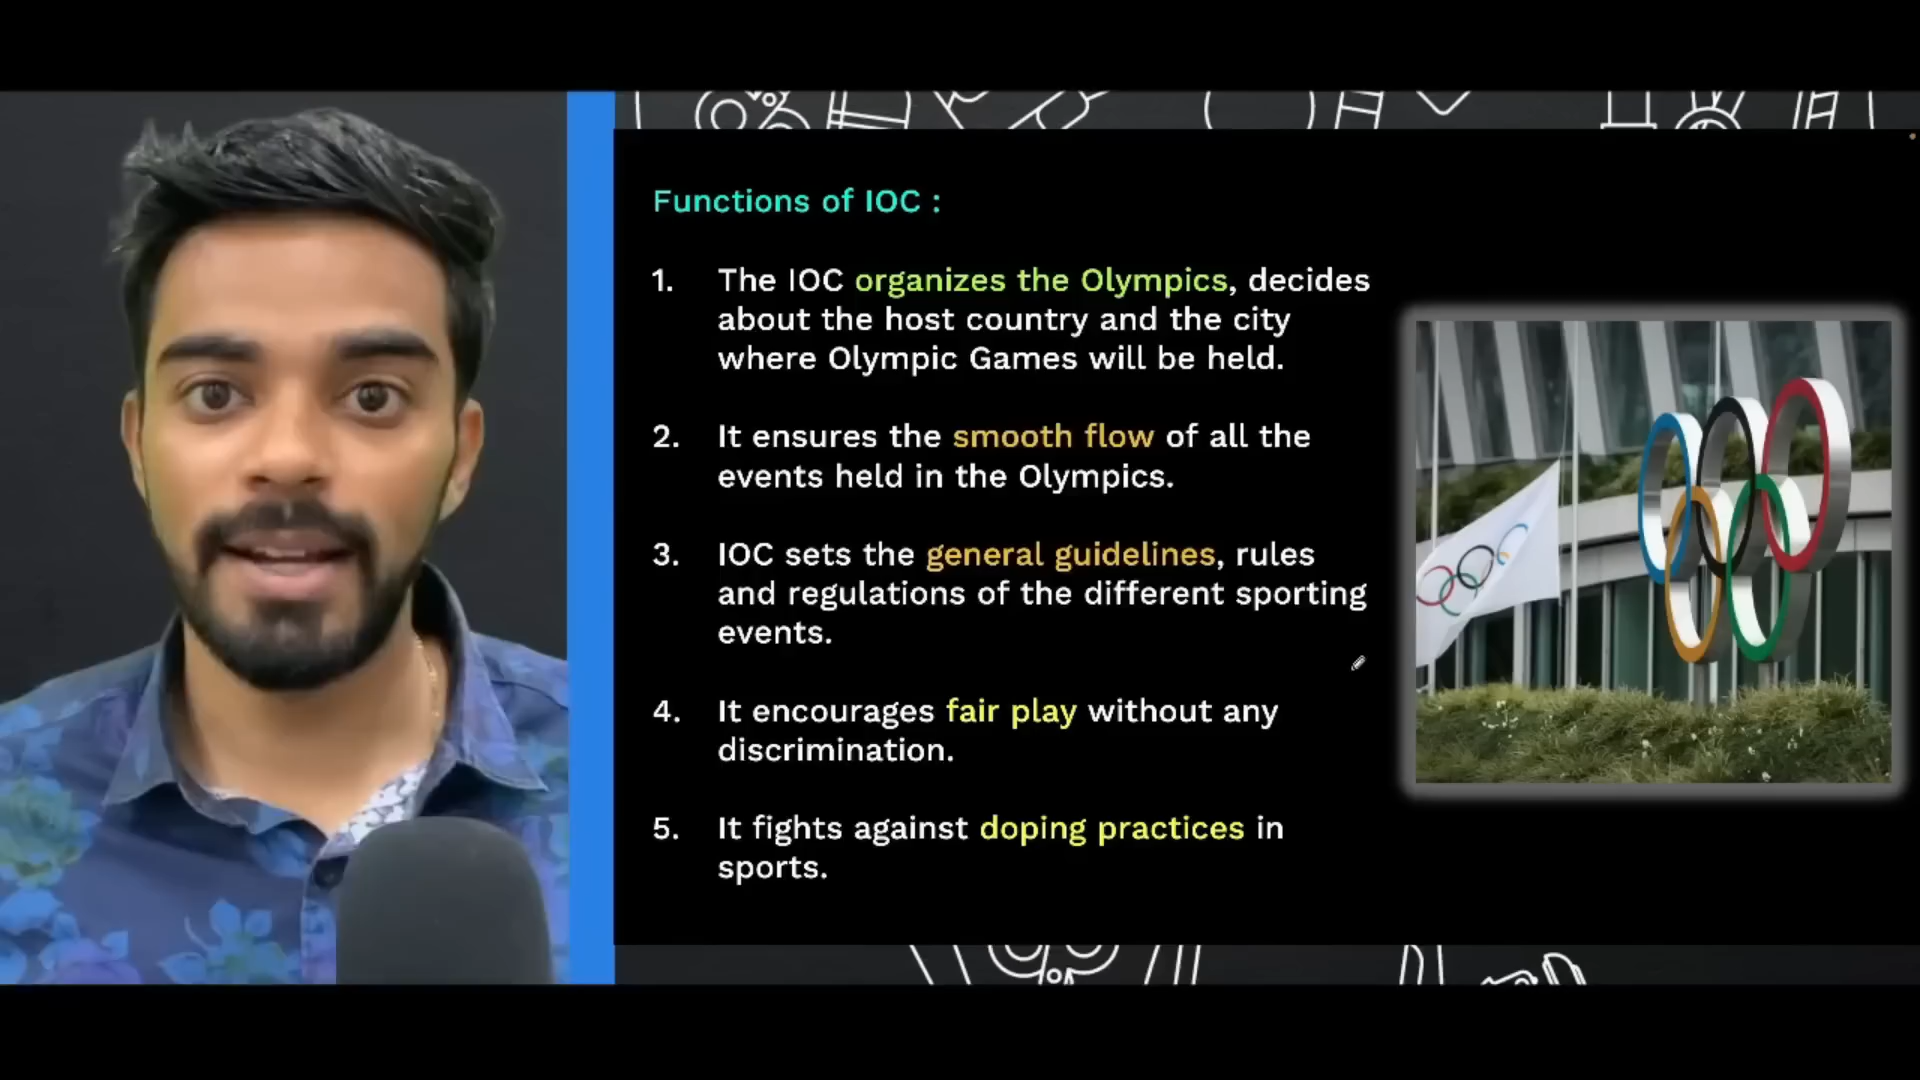 Functions of IOC :
1. The IOC organizes the Olympics, decides
about the host country and the city
where Olympic Games will be held.
2. It ensures the smooth flow of all the
events held in the Olympics.
3. IOC sets the general guidelines, rules
and regulations of the different sporting
events.
4. It encourages fair play without any
discrimination.
5. It fights against doping practices in
sports.